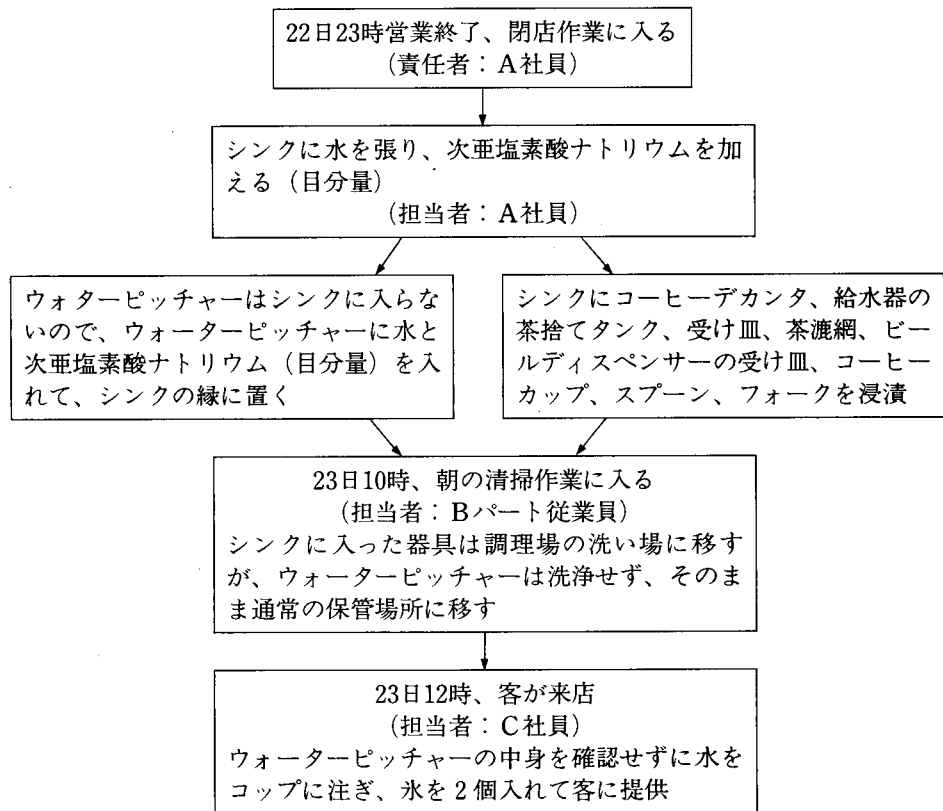 22日23時営業終了、閉店作業に入る
(責任者:A社員)
シンクに水を張り、次亜塩素酸ナトリウムを加
える(目分量)
(担当者:A社員)
ウォターピッチャーはシンクに入らな
いので、ウォーターピッチャーに水と
次亜塩素酸ナトリウム(目分量)を入
れて、シンクの縁に置く
シンクにコーヒーデカンタ、給水器の
茶捨てタンク、受け皿、茶漉網、ビー
ルディスペンサーの受け皿、コーヒー
カップ、スプーン、フォークを浸漬
23日10時、朝の清掃作業に入る
(担当者:Bパート従業員)
シンクに入った器具は調理場の洗い場に移す
が、ウォーターピッチャーは洗浄せず、そのま
ま通常の保管場所に移す
23日12時、客が来店
(担当者:C社員)
ウォーターピッチャーの中身を確認せずに水を
コップに注ぎ、氷を2個入れて客に提供